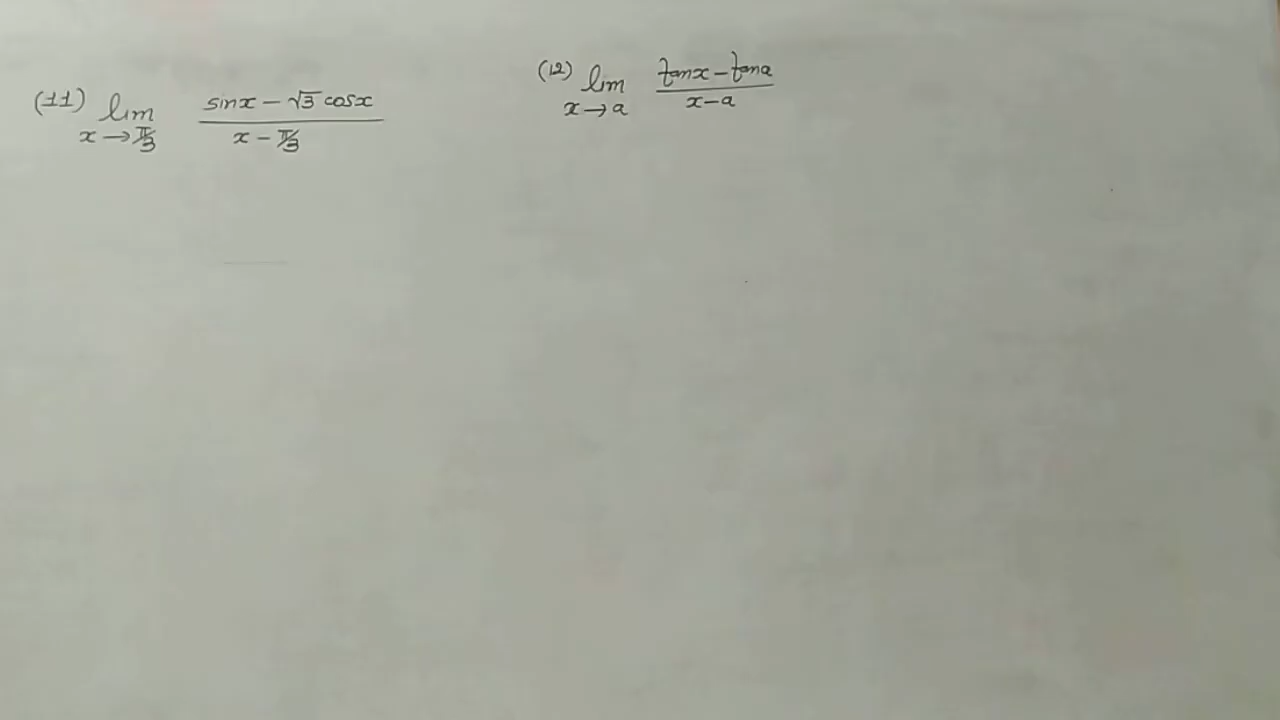 (11) lim x→π/3 (sinx − √3 cosx)/(x − π/3)
(12) lim x→a (tanx − tana)/(x−a)